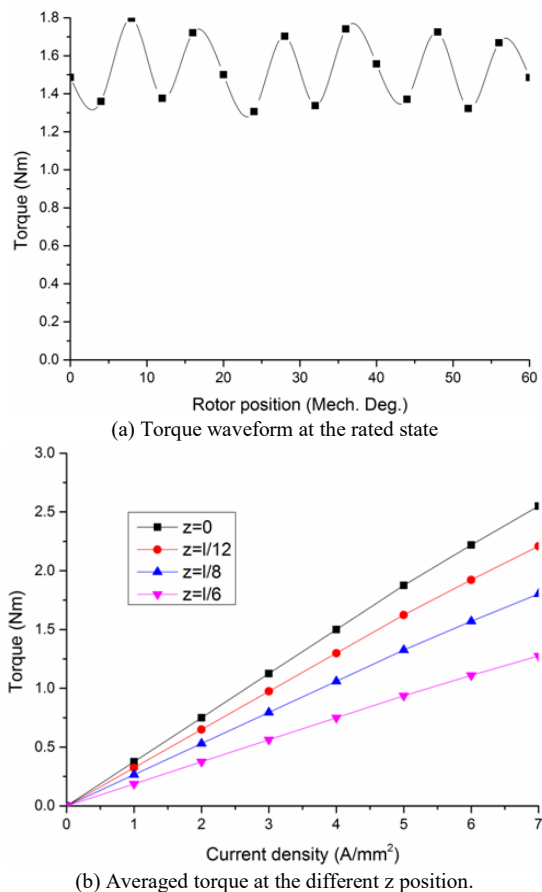 1.8
1.6
1.4
1.2
1.0
0.8
0.6
0.4
0.2
0.0
Torque (Nm)
0 10 20 30 40 50 60
Rotor position (Mech. Deg.)
(a) Torque waveform at the rated state
3.0
2.5
2.0
1.5
1.0
0.5
0.0
Torque (Nm)
z=0
z=l/12
z=l/8
z=l/6
0 1 2 3 4 5 6 7
Current density (A/mm²)
(b) Averaged torque at the different z position.